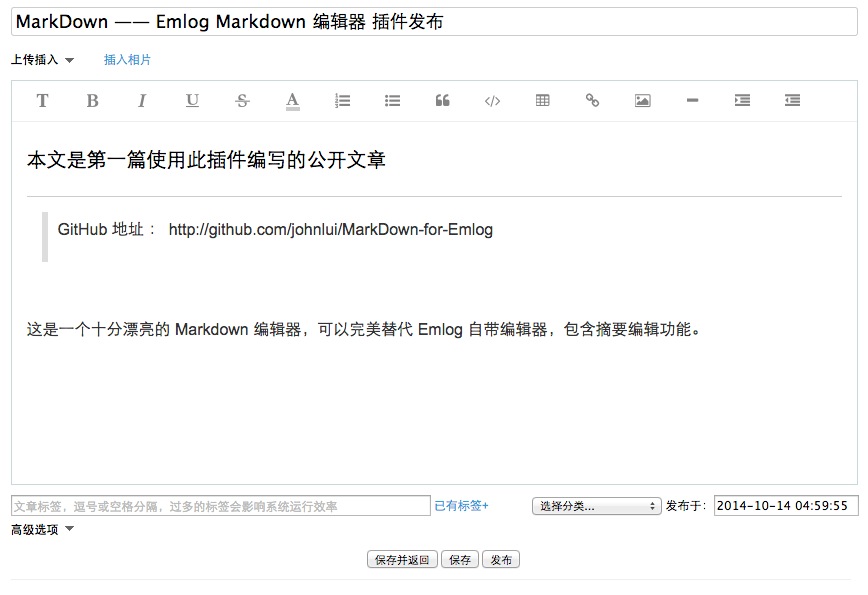 MarkDown —— Emlog Markdown 编辑器 插件发布
上传插入 插入相片
T B I U S A
本文是第一篇使用此插件编写的公开文章
GitHub 地址： http://github.com/johnlui/MarkDown-for-Emlog
这是一个十分漂亮的 Markdown 编辑器，可以完美替代 Emlog 自带编辑器，包含摘要编辑功能。
文章标签，逗号或空格分隔，过多的标签会影响系统运行效率 已有标签+ 选择分类... 发布于： 2014-10-14 04:59:55
高级选项
保存并返回 保存 发布